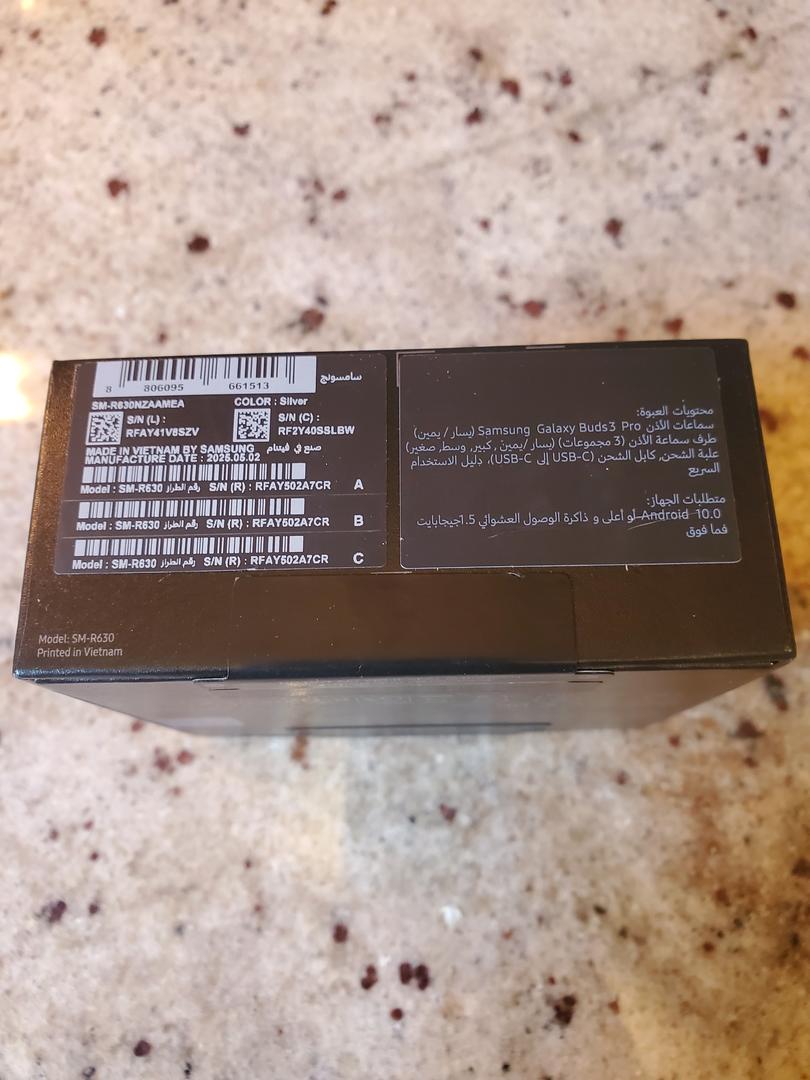 8 806095 661513
سامسونج
SM-R630NZAAMEA COLOR : Silver
S/N (L) :
RFAY41V8SZV
S/N (C) :
RF2Y40SSLBW
MADE IN VIETNAM BY SAMSUNG صنع في فيتنام
MANUFACTURE DATE : 2025.05.02
Model : SM-R630 رقم الطراز S/N (R) : RFAY502A7CR A
Model : SM-R630 رقم الطراز S/N (R) : RFAY502A7CR B
Model : SM-R630 رقم الطراز S/N (R) : RFAY502A7CR C
محتويات العبوة:
سماعات الأذن Samsung Galaxy Buds3 Pro (يسار / يمين)
طرف سماعة الأذن (3 مجموعات) (يسار /يمين , كبير, وسط, صغير)
علبة الشحن, كابل الشحن (USB-C إلى USB-C)، دليل الاستخدام
السريع
متطلبات الجهاز:
Android 10.0 أو أعلى و ذاكرة الوصول العشوائي 1.5جيجابايت
فما فوق
Model: SM-R630
Printed in Vietnam